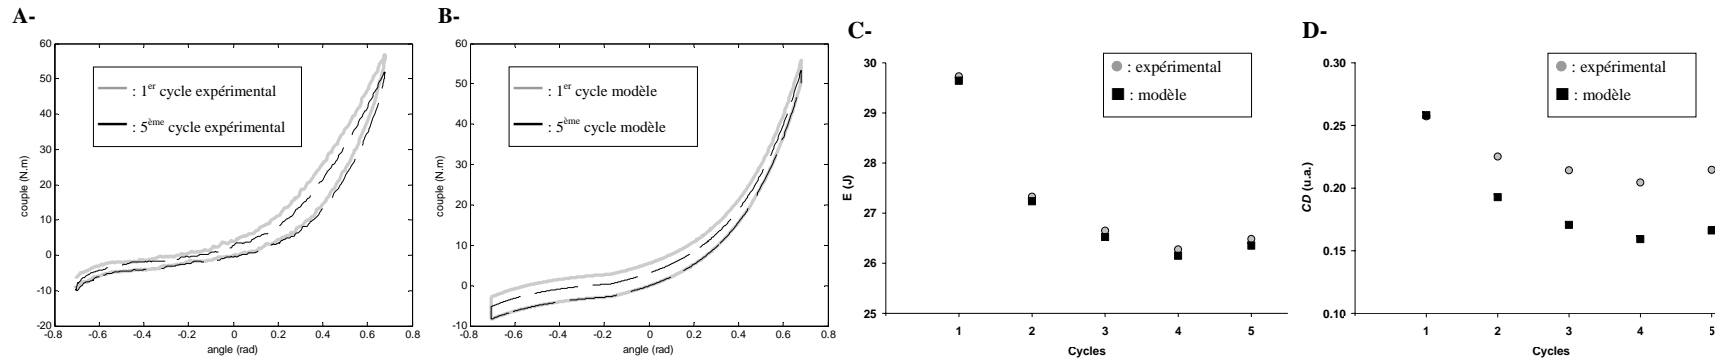 A-
60
50
40
30
20
10
0
-10
-20
couple (N.m)
-0.8
-0.6
-0.4
-0.2
0
0.2
0.4
0.6
0.8
angle (rad)
: 1er cycle expérimental
: 5ème cycle expérimental
B-
60
50
40
30
20
10
0
-10
couple (N.m)
-0.8
-0.6
-0.4
-0.2
0
0.2
0.4
0.6
0.8
angle (rad)
: 1er cycle modèle
: 5ème cycle modèle
C-
30
29
28
27
26
25
E (J)
1
2
3
4
5
Cycles
: expérimental
: modèle
D-
0.30
0.25
0.20
0.15
0.10
CD (u.a.)
1
2
3
4
5
Cycles
: expérimental
: modèle